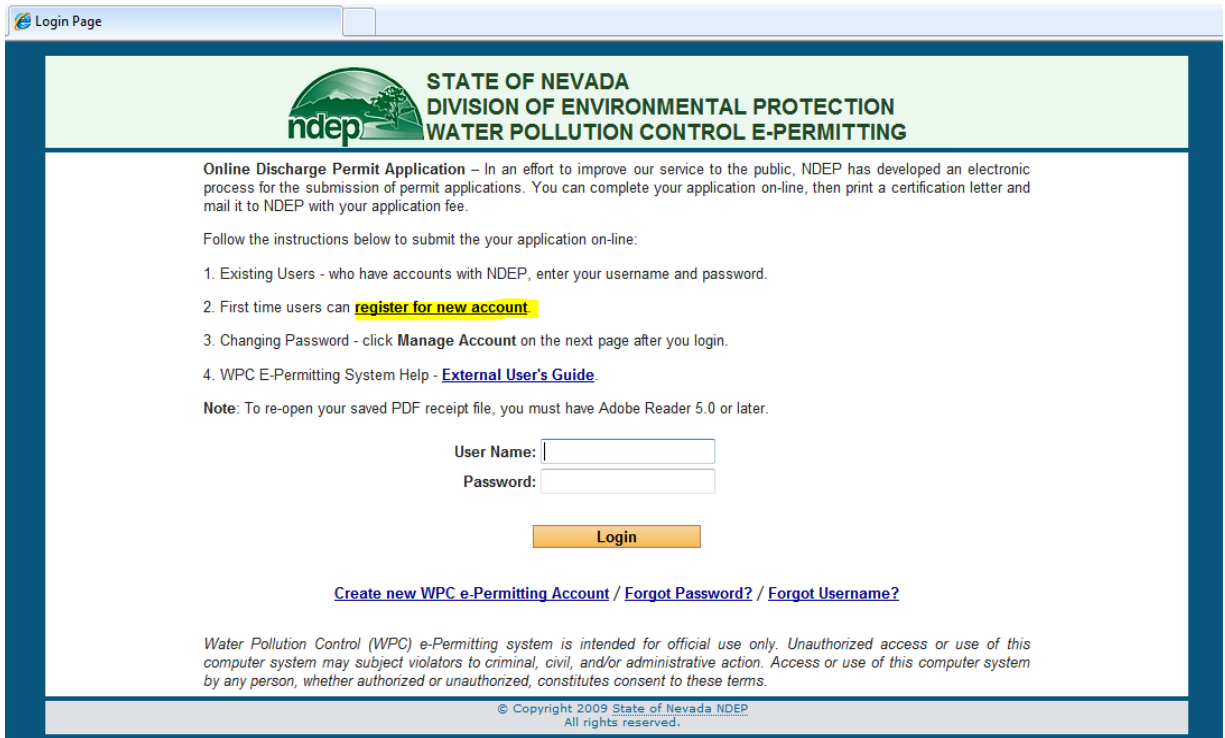 Login Page
STATE OF NEVADA
DIVISION OF ENVIRONMENTAL PROTECTION
ndep
WATER POLLUTION CONTROL E-PERMITTING
Online Discharge Permit Application – In an effort to improve our service to the public, NDEP has developed an electronic
process for the submission of permit applications. You can complete your application on-line, then print a certification letter and
mail it to NDEP with your application fee.
Follow the instructions below to submit the your application on-line:
1. Existing Users - who have accounts with NDEP, enter your username and password.
2. First time users can register for new account.
3. Changing Password - click Manage Account on the next page after you login.
4. WPC E-Permitting System Help - External User's Guide.
Note: To re-open your saved PDF receipt file, you must have Adobe Reader 5.0 or later.
User Name:
Password:
Login
Create new WPC e-Permitting Account / Forgot Password? / Forgot Username?
Water Pollution Control (WPC) e-Permitting system is intended for official use only. Unauthorized access or use of this
computer system may subject violators to criminal, civil, and/or administrative action. Access or use of this computer system
by any person, whether authorized or unauthorized, constitutes consent to these terms.
© Copyright 2009 State of Nevada NDEP
All rights reserved.